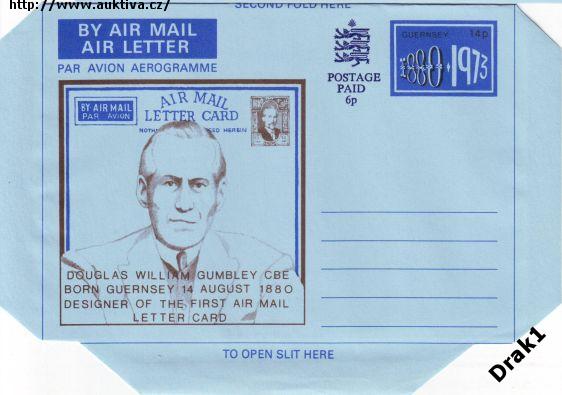 http://www.auktiva.cz/
SECOND FOLD HERE
BY AIR MAIL
AIR LETTER
PAR AVION AEROGRAMME
POSTAGE
PAID
6p
GUERNSEY 14p
1880 1973
BY AIR MAIL
PAR AVION
AIR MAIL
LETTER CARD
HEREIN
DOUGLAS WILLIAM GUMBLEY CBE
BORN GUERNSEY 14 AUGUST 1880
DESIGNER OF THE FIRST AIR MAIL
LETTER CARD
TO OPEN SLIT HERE
Drak1